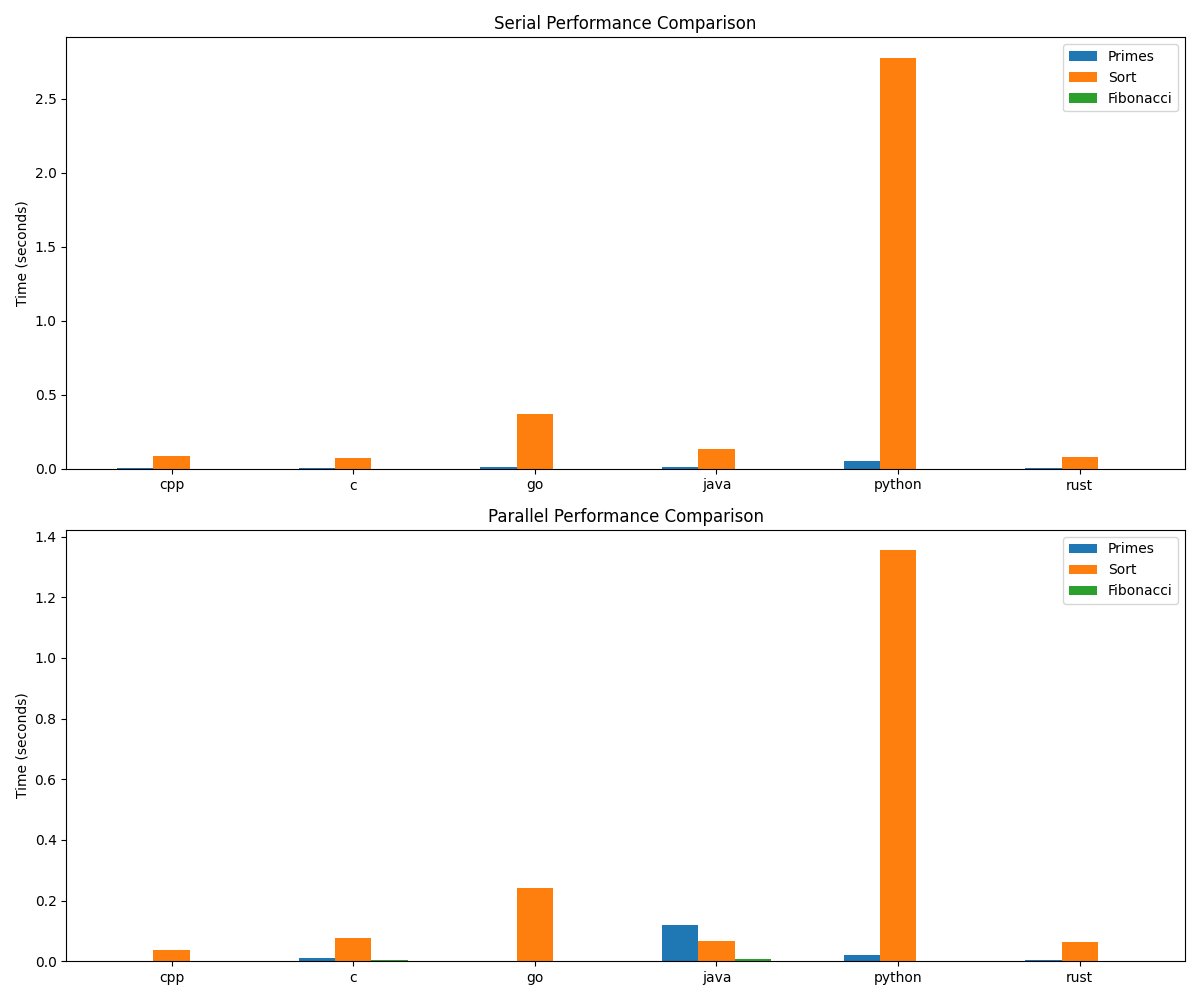 Serial Performance Comparison
Primes
Sort
Fibonacci
Time (seconds)
2.5
2.0
1.5
1.0
0.5
0.0
cpp c go java python rust
Parallel Performance Comparison
Primes
Sort
Fibonacci
Time (seconds)
1.4
1.2
1.0
0.8
0.6
0.4
0.2
0.0
cpp c go java python rust